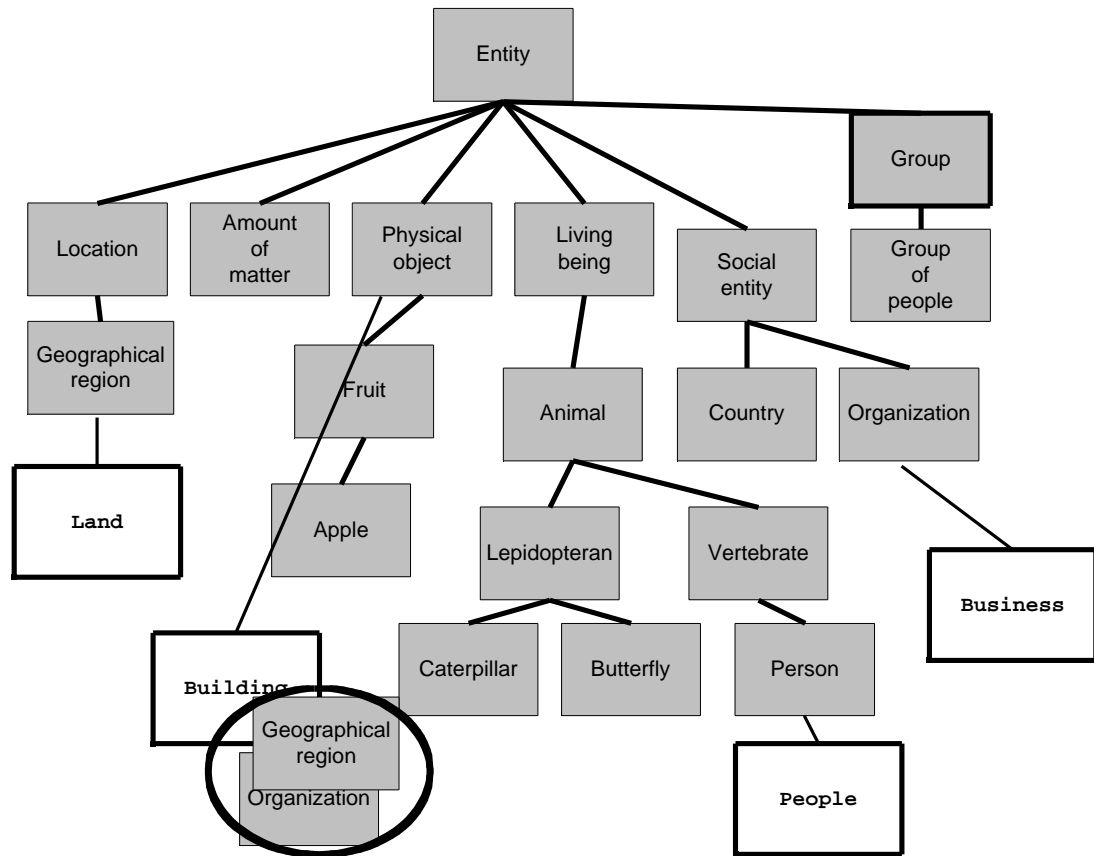 Entity
Group
Location
Amount
of
matter
Physical
object
Living
being
Social
entity
Group
of
people
Geographical
region
Fruit
Animal
Country
Organization
Land
Apple
Lepidopteran
Vertebrate
Business
Building
Caterpillar
Butterfly
Person
Geographical
region
Organization
People